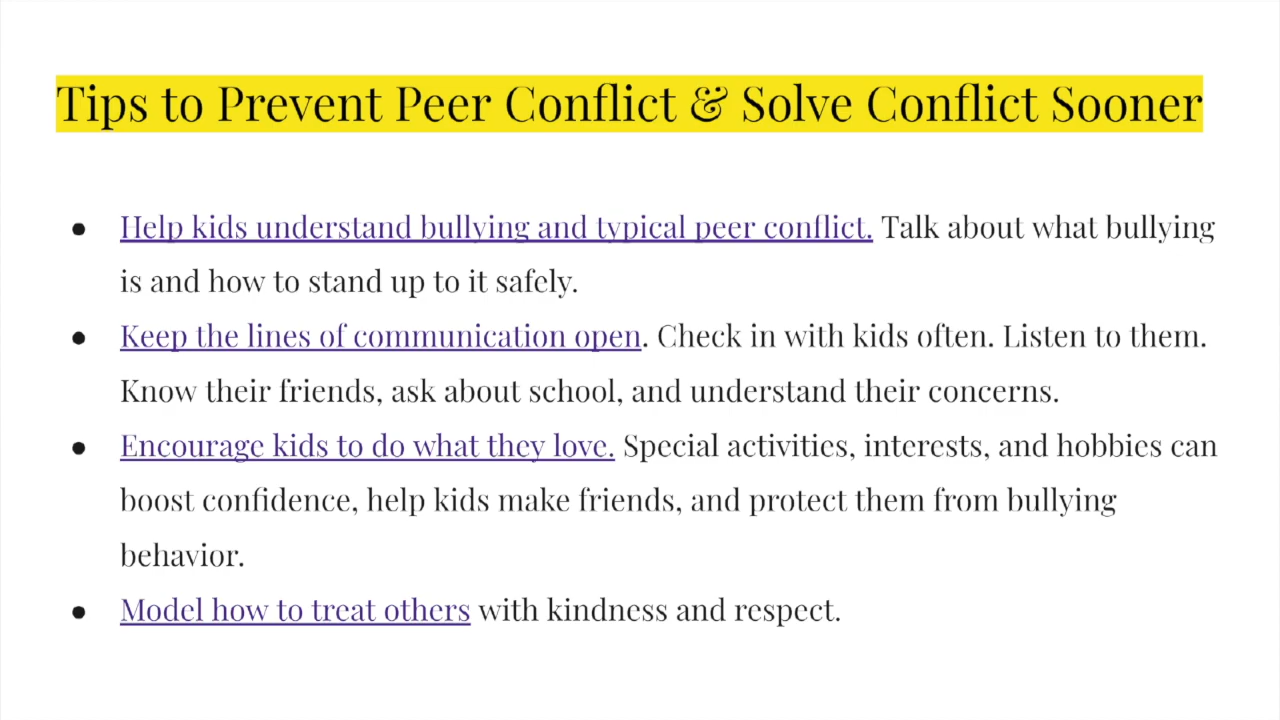 Tips to Prevent Peer Conflict & Solve Conflict Sooner
● Help kids understand bullying and typical peer conflict. Talk about what bullying
is and how to stand up to it safely.
● Keep the lines of communication open. Check in with kids often. Listen to them.
Know their friends, ask about school, and understand their concerns.
● Encourage kids to do what they love. Special activities, interests, and hobbies can
boost confidence, help kids make friends, and protect them from bullying
behavior.
● Model how to treat others with kindness and respect.